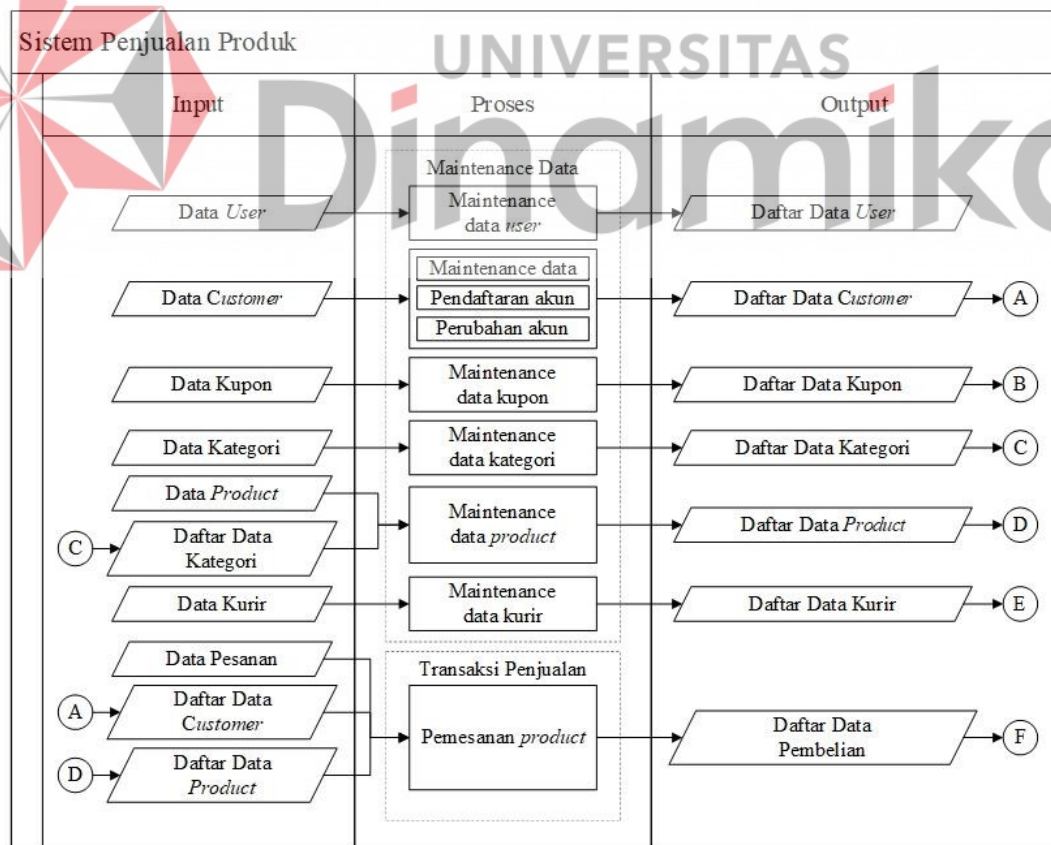 UNIVERSITAS
Dinamika
Sistem Penjualan Produk
Input
Proses
Output
Maintenance Data
Data User
Maintenance
data user
Daftar Data User
Data Customer
Maintenance data
Pendaftaran akun
Perubahan akun
Daftar Data Customer
A
Data Kupon
Maintenance
data kupon
Daftar Data Kupon
B
Data Kategori
Maintenance
data kategori
Daftar Data Kategori
C
Data Product
C
Daftar Data
Kategori
Maintenance
data product
Daftar Data Product
D
Data Kurir
Maintenance
data kurir
Daftar Data Kurir
E
Data Pesanan
A
Daftar Data
Customer
D
Daftar Data
Product
Transaksi Penjualan
Pemesanan product
Daftar Data
Pembelian
F